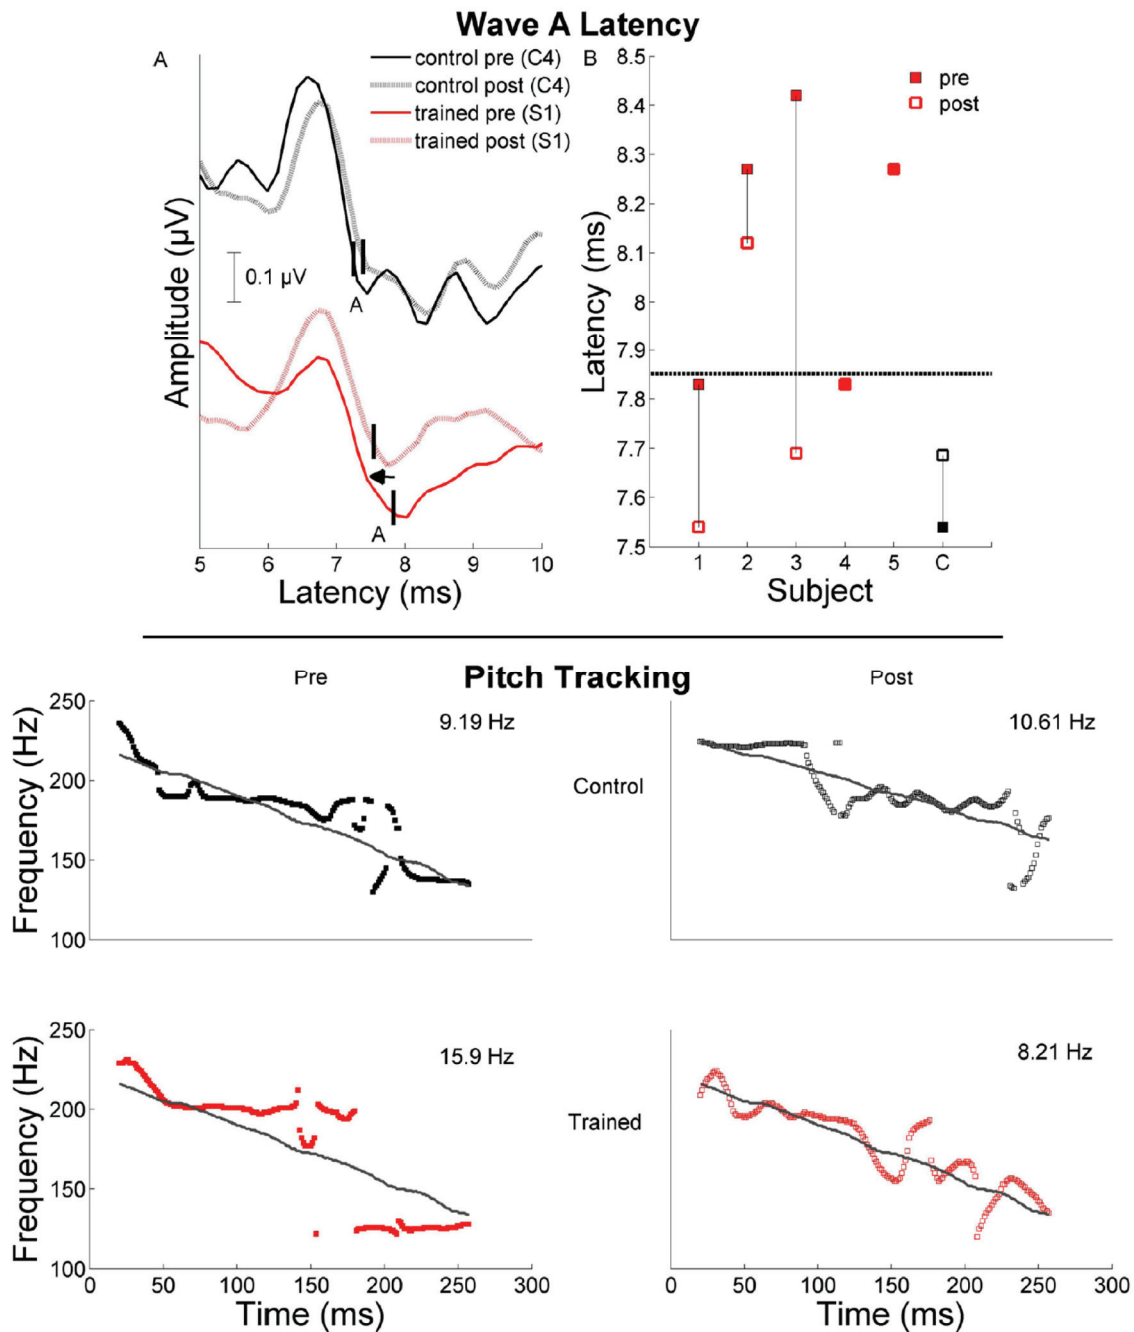 Wave A Latency
A
control pre (C4)
control post (C4)
trained pre (S1)
trained post (S1)
Amplitude (µV)
0.1 µV
A
A
5 6 7 8 9 10
Latency (ms)
B
pre
post
8.5
8.4
8.3
8.2
8.1
8
7.9
7.8
7.7
7.6
7.5
Latency (ms)
1 2 3 4 5 C
Subject
Pitch Tracking
Pre
Post
250
200
150
100
Frequency (Hz)
9.19 Hz
Control
10.61 Hz
250
200
150
100
Frequency (Hz)
15.9 Hz
Trained
8.21 Hz
0 50 100 150 200 250 300
Time (ms)
0 50 100 150 200 250 300
Time (ms)